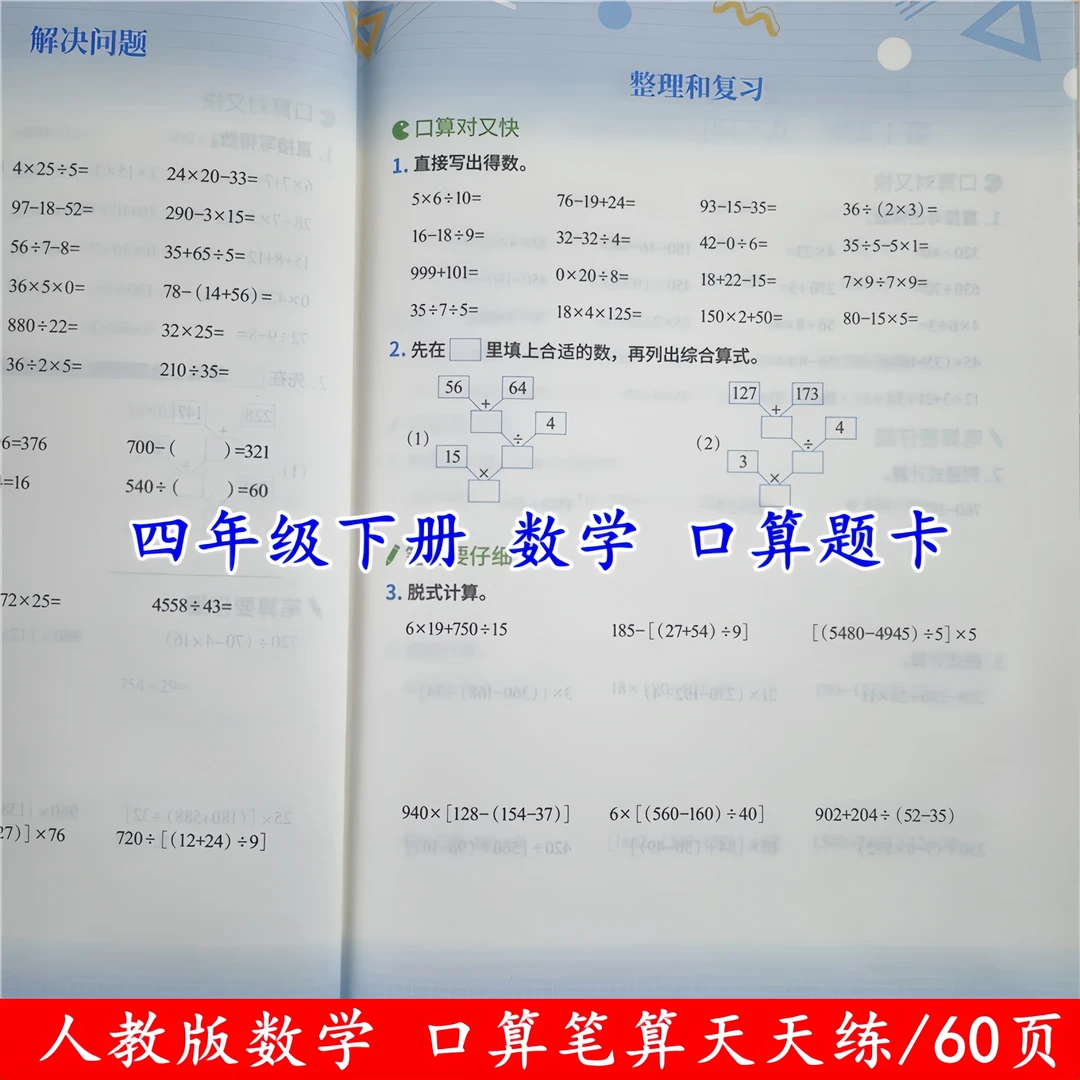 解决问题
4×25÷5= 24×20-33=
97-18-52= 290-3×15=
56÷7-8= 35+65÷5=
36×5×0= 78-(14+56)=
880÷22= 32×25=
36÷2×5= 210÷35=
6=376 700-( )=321
=16 540÷( )=60
72×25= 4558÷43=
27)]×76 720÷[(12+24)÷9]
整理和复习
口算对又快
1. 直接写出得数。
5×6÷10= 76-19+24= 93-15-35= 36÷(2×3)=
16-18÷9= 32-32÷4= 42-0÷6= 35÷5-5×1=
999+101= 0×20÷8= 18+22-15= 7×9÷7×9=
35÷7÷5= 18×4×125= 150×2+50= 80-15×5=
2. 先在 里填上合适的数，再列出综合算式。
56 64 127 173
+ +
4 4
(1) ÷ (2) ÷
15 3
× ×
四年级下册 数学 口算题卡
要仔细
3. 脱式计算。
6×19+750÷15 185-[(27+54)÷9] [(5480-4945)÷5]×5
940×[128-(154-37)] 6×[(560-160)÷40] 902+204÷(52-35)
人教版数学 口算笔算天天练/60页